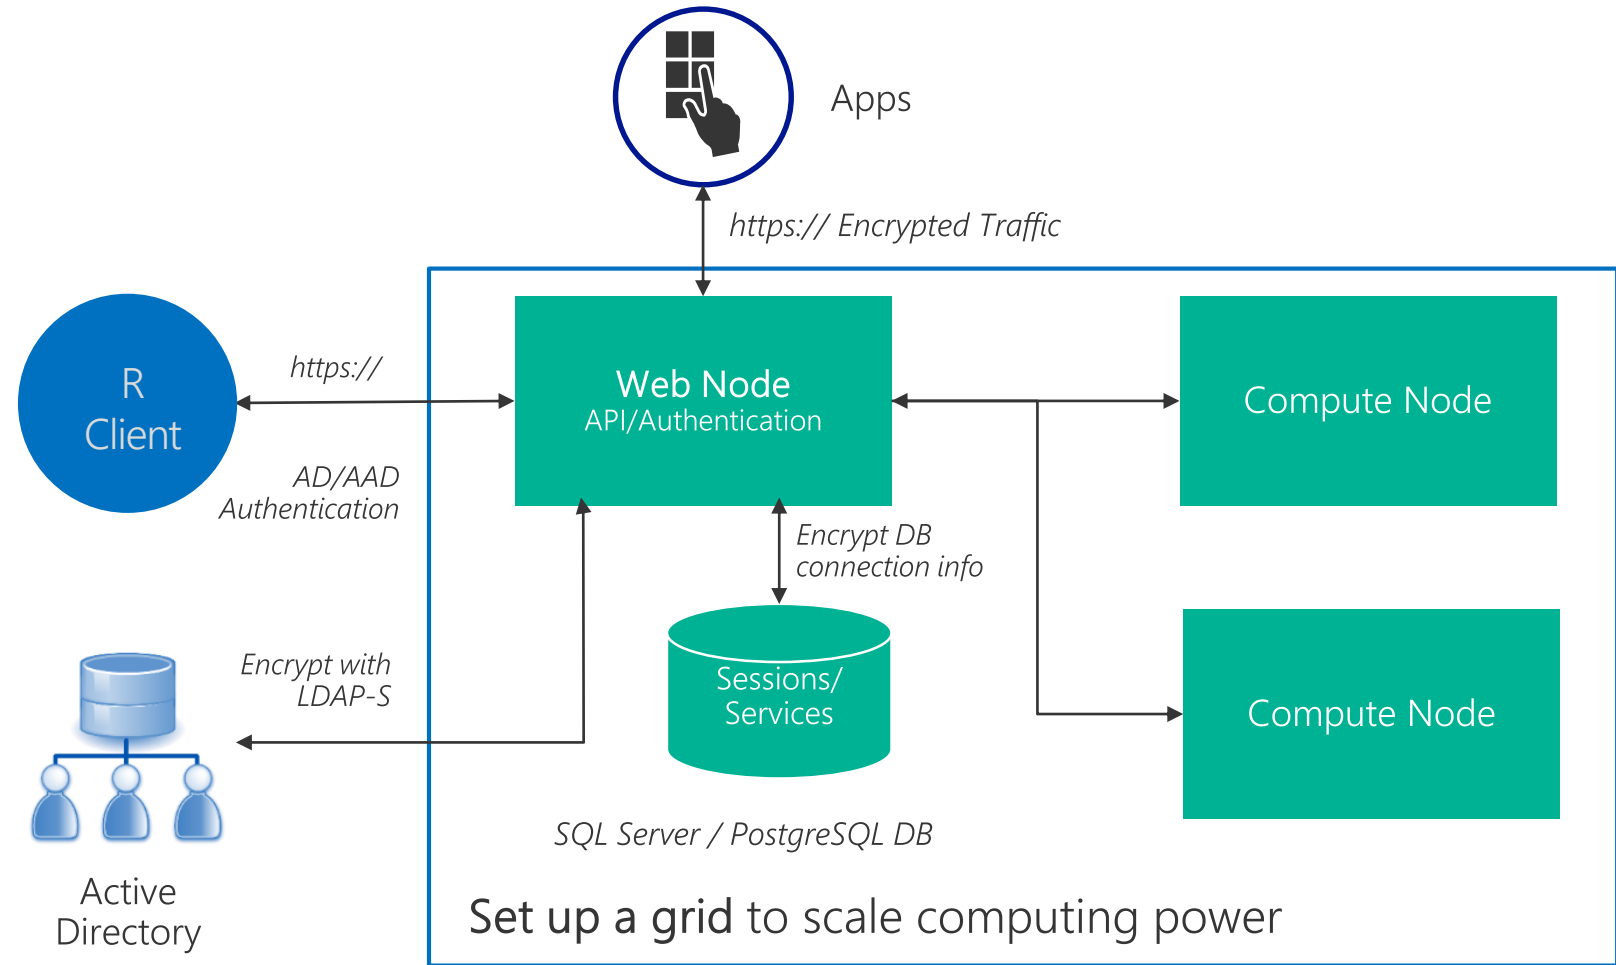 Apps
https:// Encrypted Traffic
R
Client
https://
AD/AAD
Authentication
Web Node
API/Authentication
Compute Node
Encrypt DB
connection info
Encrypt with
LDAP-S
Sessions/
Services
Compute Node
SQL Server / PostgreSQL DB
Active
Directory
Set up a grid to scale computing power